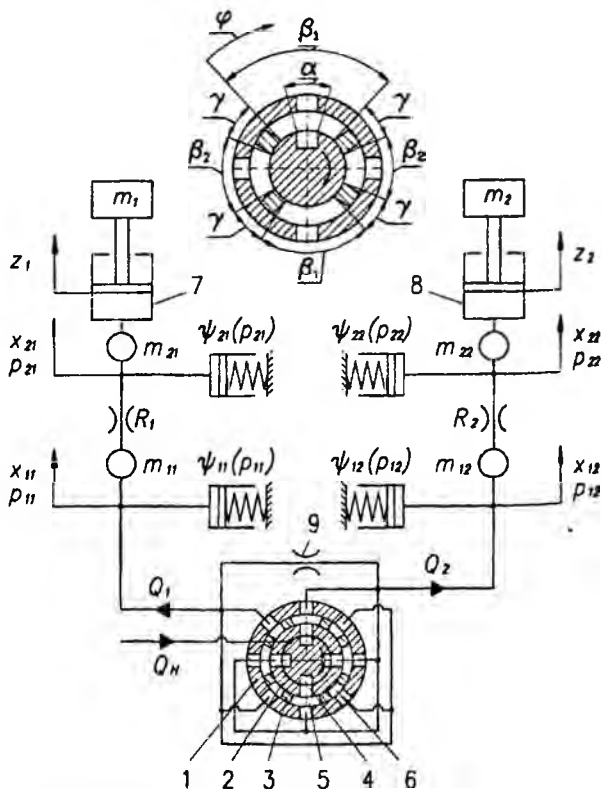 φ β₁
α
γ γ
β₂ β₂
γ γ
β₁
m₁ m₂
z₁ 7 8 z₂
x₂₁ p₂₁ m₂₁ ψ₂₁(p₂₁) ψ₂₂(p₂₂) m₂₂ x₂₂ p₂₂
R₁ R₂
x₁₁ p₁₁ m₁₁ ψ₁₁(p₁₁) ψ₁₂(p₁₂) m₁₂ x₁₂ p₁₂
9
Q₁ Q₂
Qн
1 2 3 5 4 6